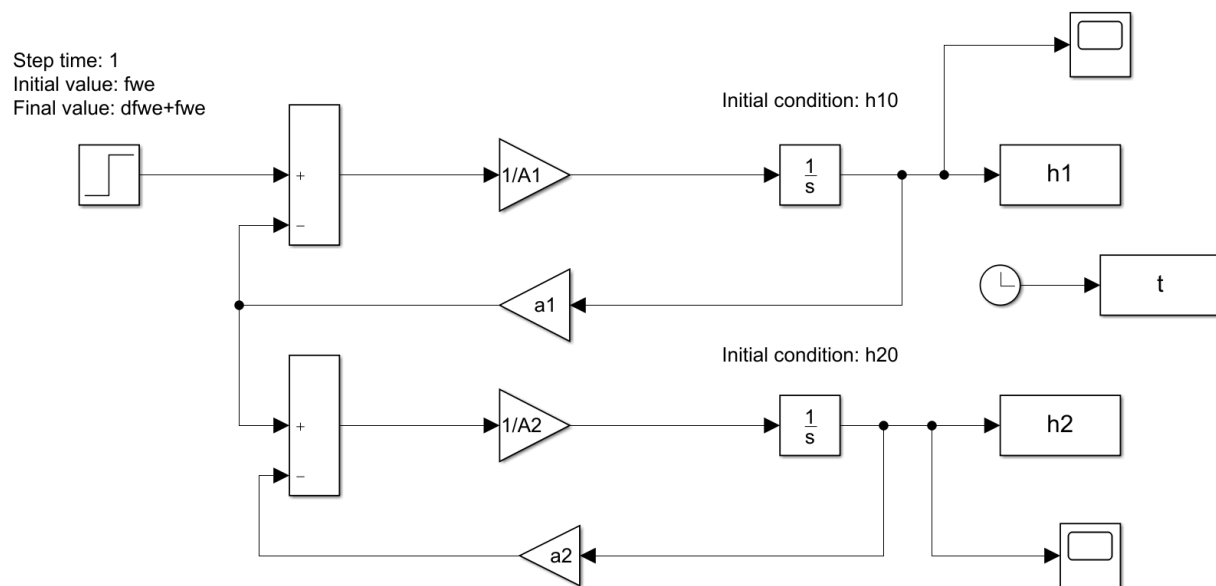 Step time: 1
Initial value: fwe
Final value: dfwe+fwe
Initial condition: h10
+
1/A1
1
s
h1
−
a1
t
Initial condition: h20
+
1/A2
1
s
h2
−
a2